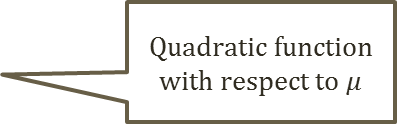 Quadratic function
with respect to 𝜇